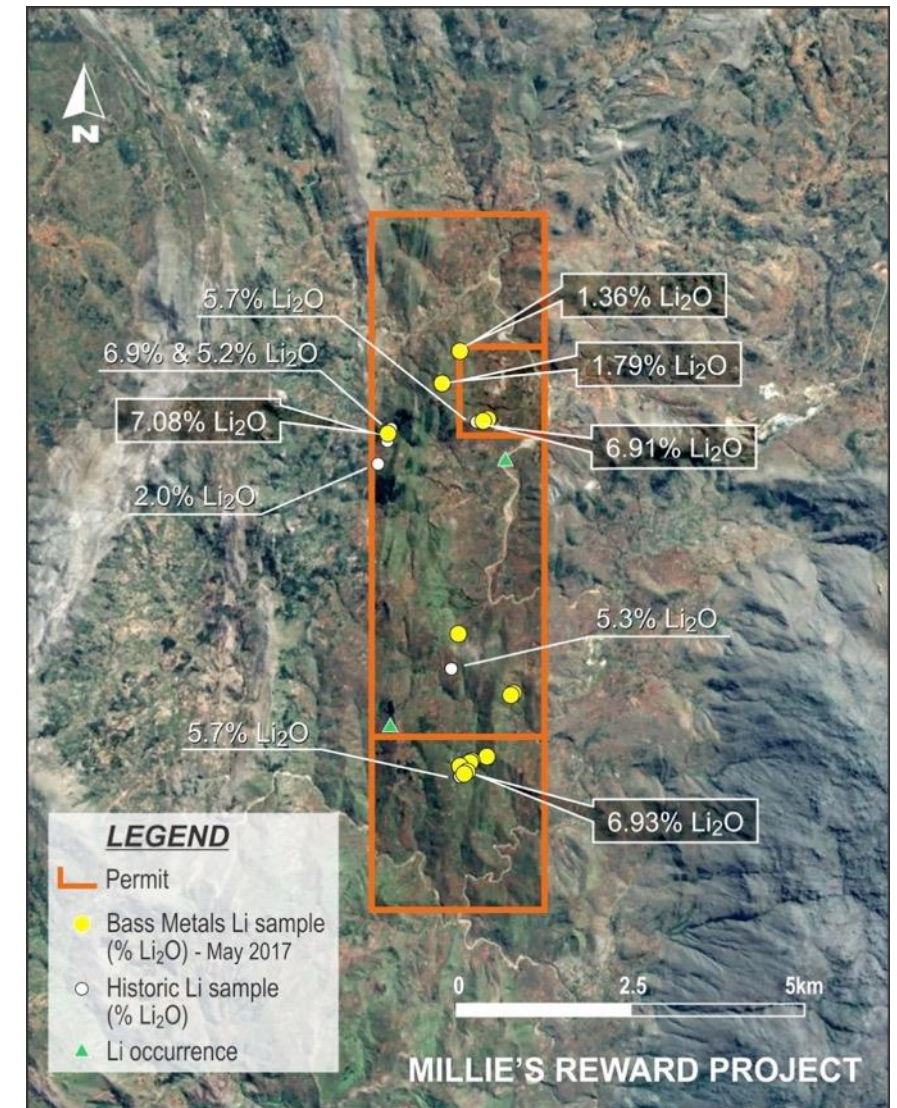 N
5.7% Li₂O
1.36% Li₂O
6.9% & 5.2% Li₂O
1.79% Li₂O
7.08% Li₂O
6.91% Li₂O
2.0% Li₂O
5.3% Li₂O
5.7% Li₂O
6.93% Li₂O
LEGEND
Permit
Bass Metals Li sample
(% Li₂O) - May 2017
Historic Li sample
(% Li₂O)
Li occurrence
0 2.5 5km
MILLIE'S REWARD PROJECT